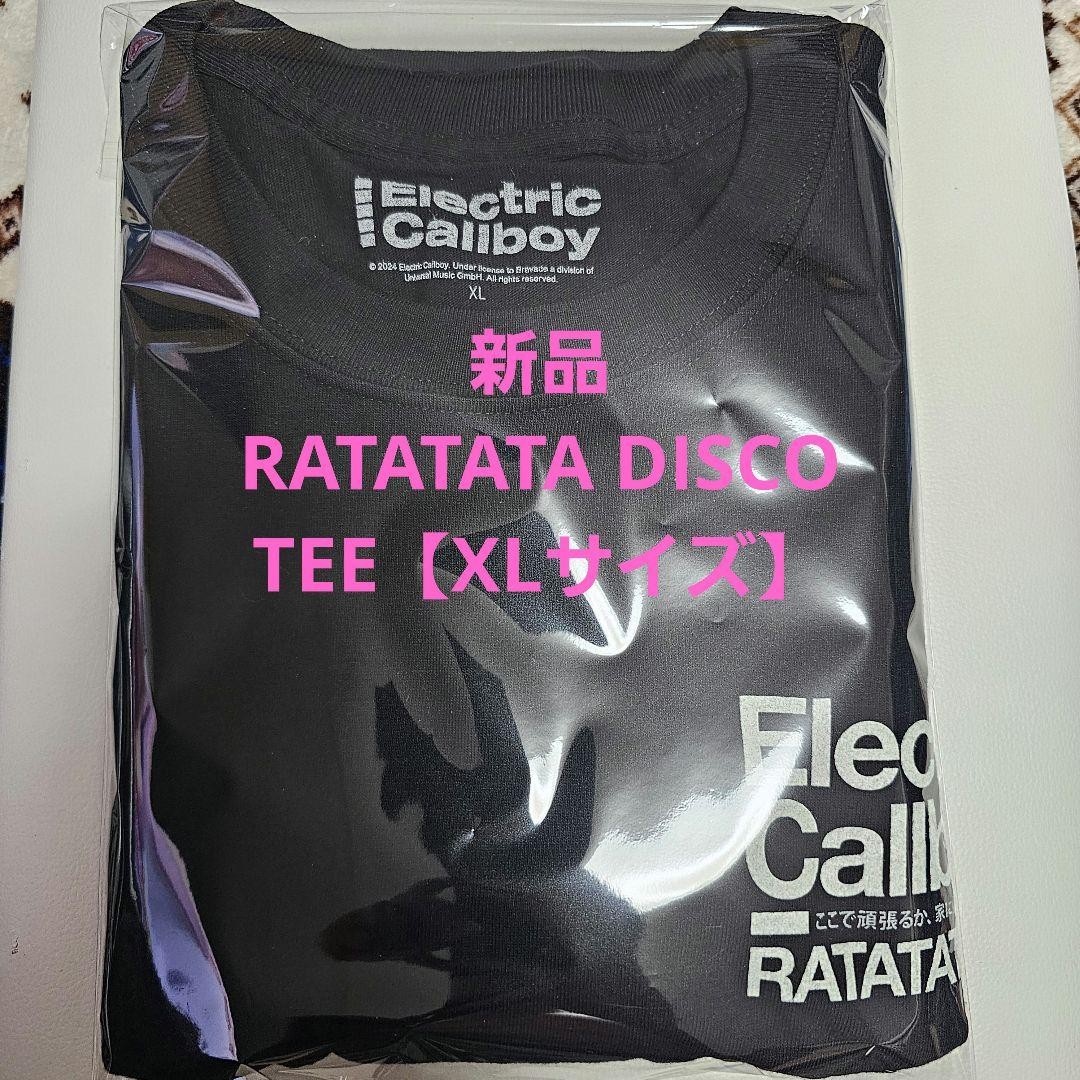 Electric
Callboy
© 2024 Electric Callboy. Under license to Bravado a division of
Universal Music GmbH. All rights reserved.
XL
新品
RATATATA DISCO
TEE【XLサイズ】
Elec
Callb
ここで頑張るか、家に
RATATAT